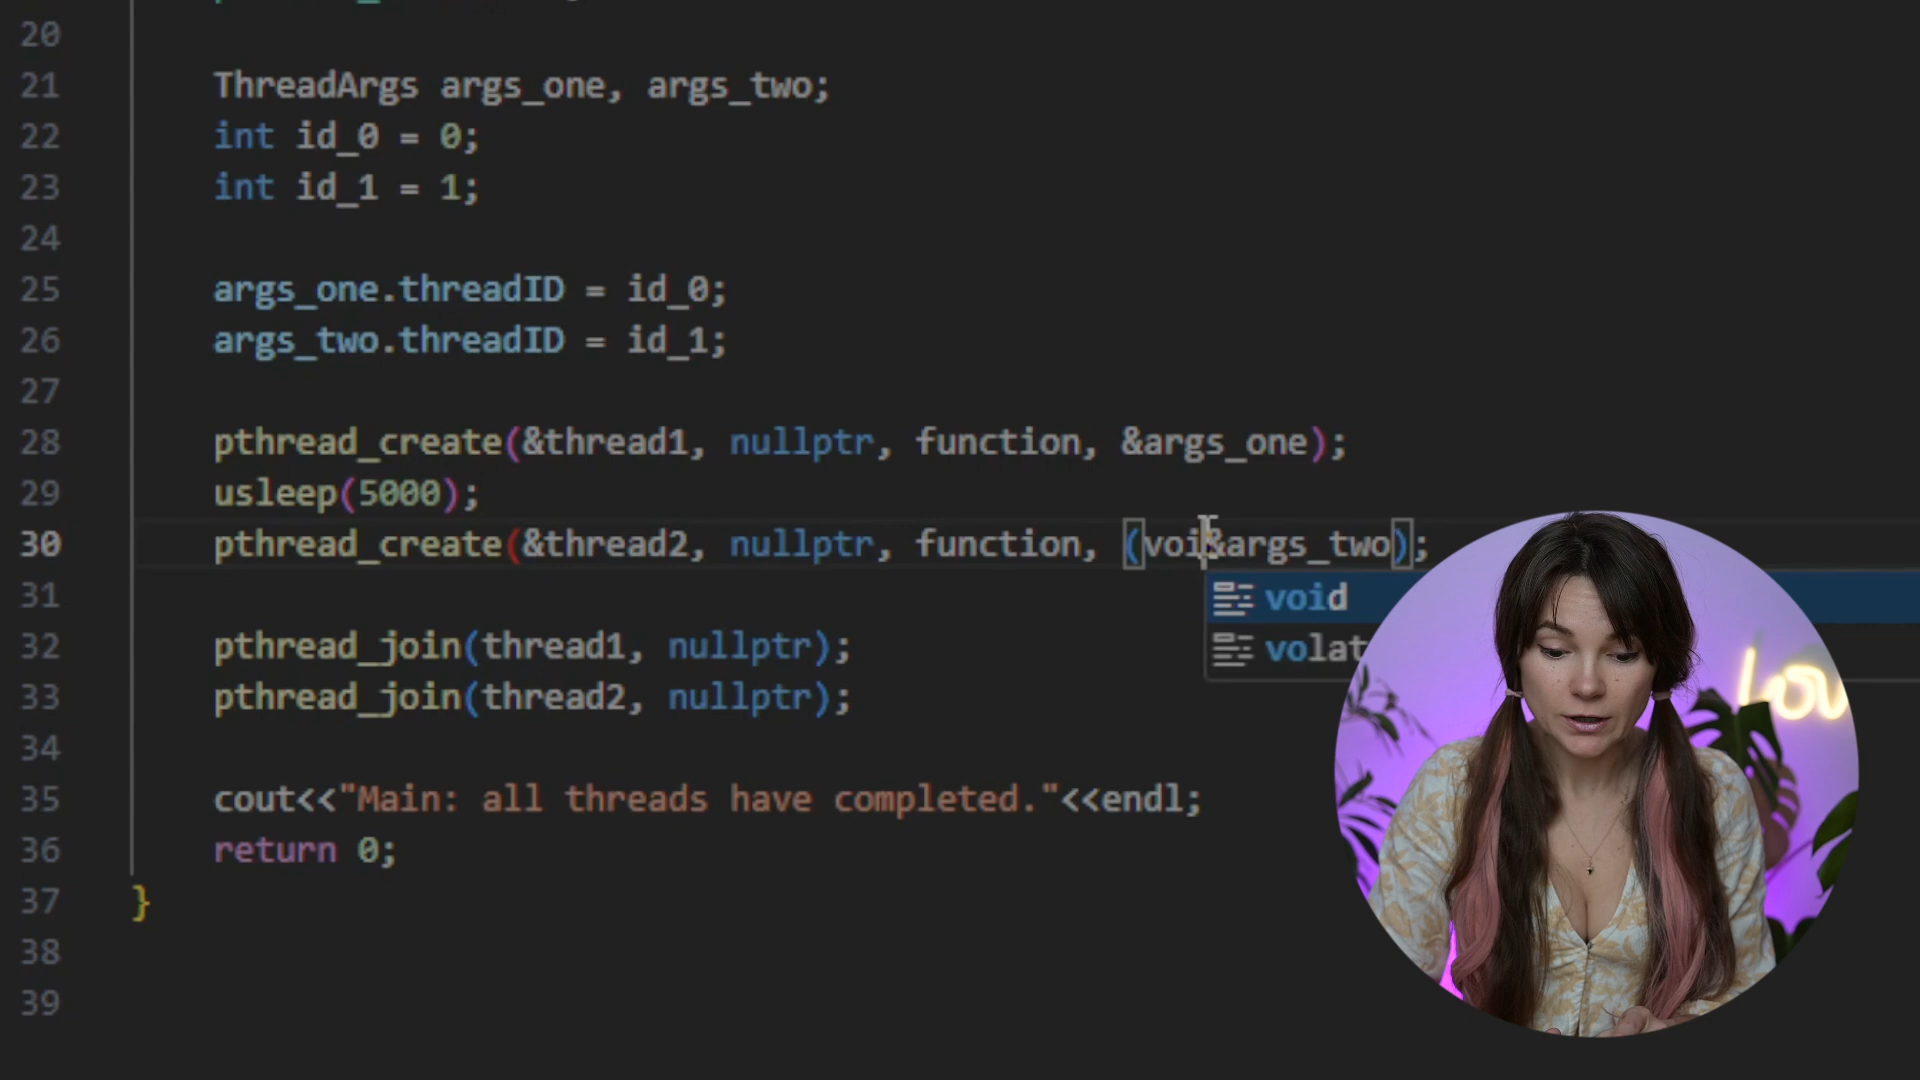 20
21 ThreadArgs args_one, args_two;
22 int id_0 = 0;
23 int id_1 = 1;
24
25 args_one.threadID = id_0;
26 args_two.threadID = id_1;
27
28 pthread_create(&thread1, nullptr, function, &args_one);
29 usleep(5000);
30 pthread_create(&thread2, nullptr, function, (voi&args_two);
31 void
volat
32 pthread_join(thread1, nullptr);
33 pthread_join(thread2, nullptr);
34
35 cout<<"Main: all threads have completed."<<endl;
36 return 0;
37 }
38
39